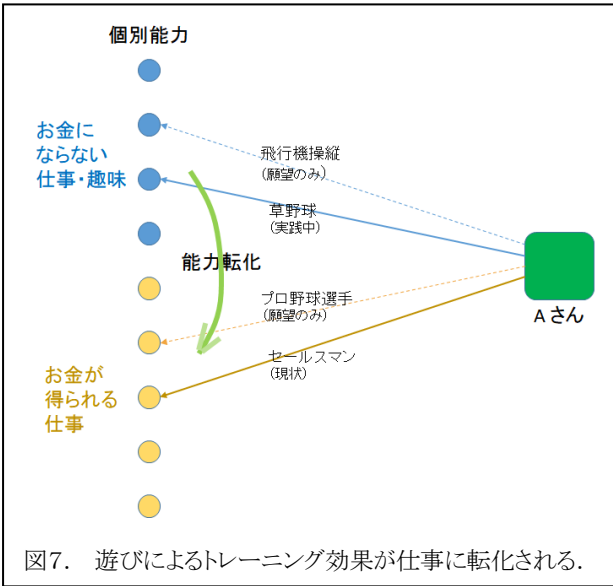 個別能力
お金に
ならない
仕事・趣味
飛行機操縦
(願望のみ)
草野球
(実践中)
能力転化
プロ野球選手
(願望のみ)
Aさん
セールスマン
(現状)
お金が
得られる
仕事
図7. 遊びによるトレーニング効果が仕事に転化される.